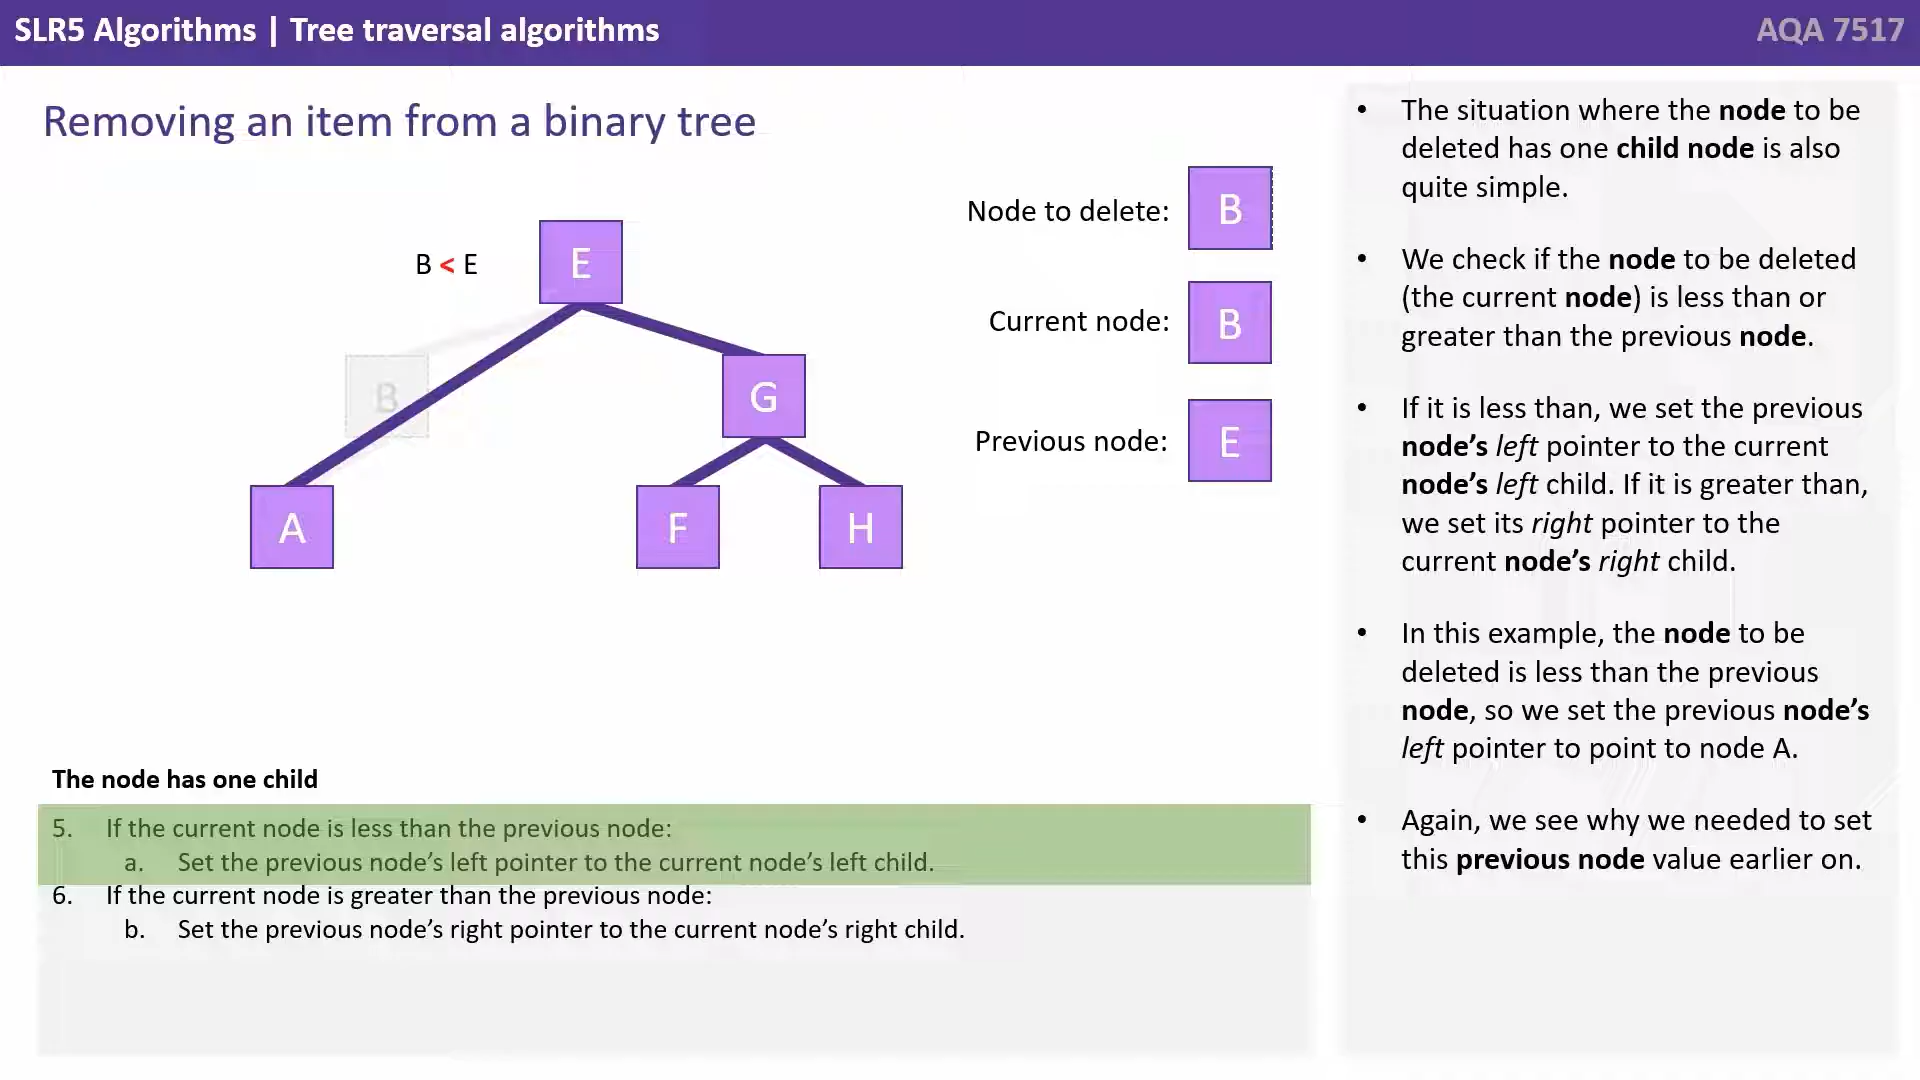 SLR5 Algorithms | Tree traversal algorithms
AQA 7517
Removing an item from a binary tree
B < E
E
B
G
A
F
H
Node to delete:
B
Current node:
B
Previous node:
E
The node has one child
5. If the current node is less than the previous node:
a. Set the previous node’s left pointer to the current node’s left child.
6. If the current node is greater than the previous node:
b. Set the previous node’s right pointer to the current node’s right child.
• The situation where the node to be
deleted has one child node is also
quite simple.
• We check if the node to be deleted
(the current node) is less than or
greater than the previous node.
• If it is less than, we set the previous
node’s left pointer to the current
node’s left child. If it is greater than,
we set its right pointer to the
current node’s right child.
• In this example, the node to be
deleted is less than the previous
node, so we set the previous node’s
left pointer to point to node A.
• Again, we see why we needed to set
this previous node value earlier on.